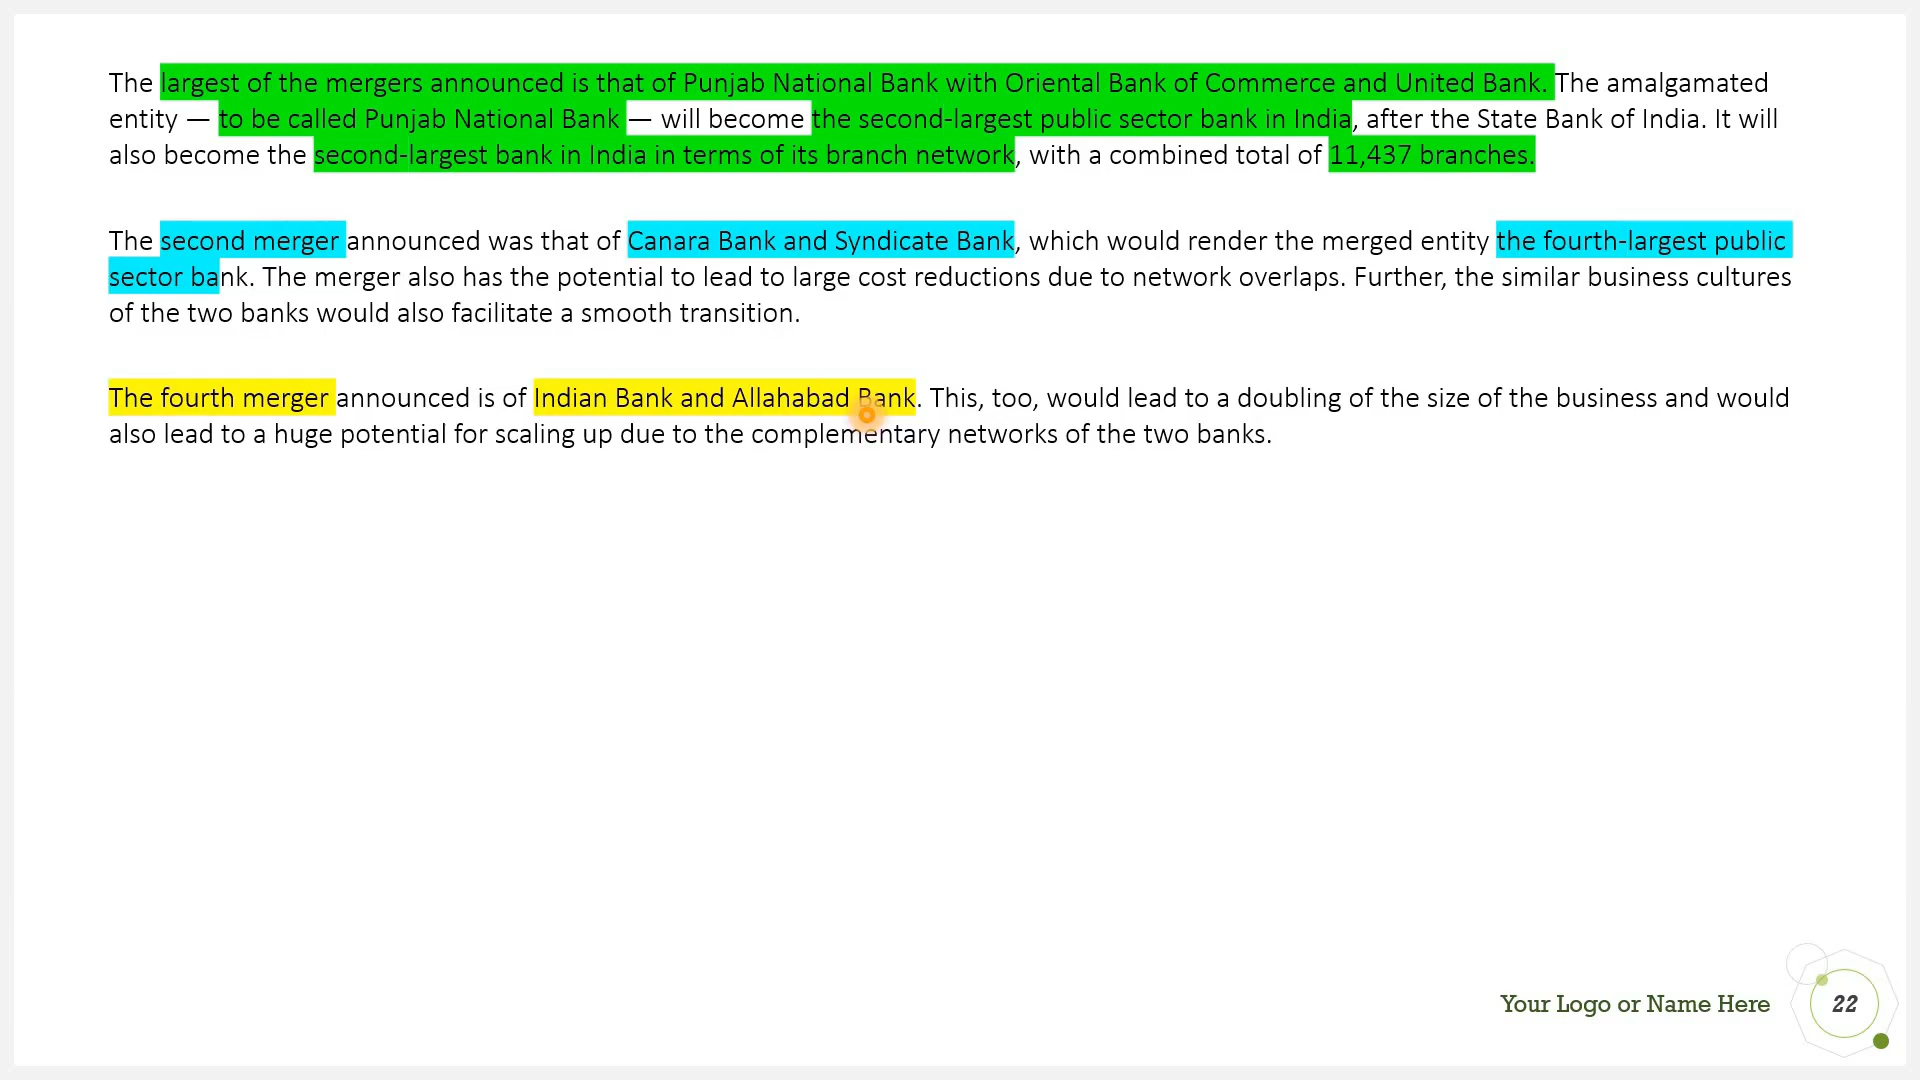 The largest of the mergers announced is that of Punjab National Bank with Oriental Bank of Commerce and United Bank. The amalgamated
entity — to be called Punjab National Bank — will become the second-largest public sector bank in India, after the State Bank of India. It will
also become the second-largest bank in India in terms of its branch network, with a combined total of 11,437 branches.
The second merger announced was that of Canara Bank and Syndicate Bank, which would render the merged entity the fourth-largest public
sector bank. The merger also has the potential to lead to large cost reductions due to network overlaps. Further, the similar business cultures
of the two banks would also facilitate a smooth transition.
The fourth merger announced is of Indian Bank and Allahabad Bank. This, too, would lead to a doubling of the size of the business and would
also lead to a huge potential for scaling up due to the complementary networks of the two banks.
Your Logo or Name Here
22